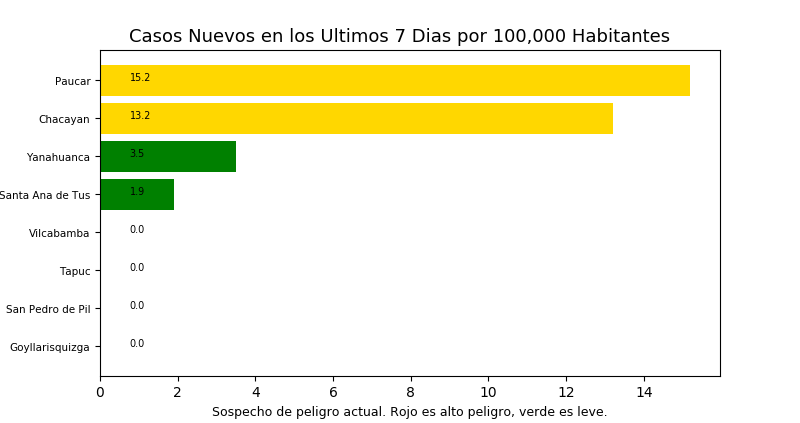 Casos Nuevos en los Ultimos 7 Dias por 100,000 Habitantes
Paucar 15.2
Chacayan 13.2
Yanahuanca 3.5
Santa Ana de Tus 1.9
Vilcabamba 0.0
Tapuc 0.0
San Pedro de Pil 0.0
Goyllarisquizga 0.0
0 2 4 6 8 10 12 14
Sospecho de peligro actual. Rojo es alto peligro, verde es leve.